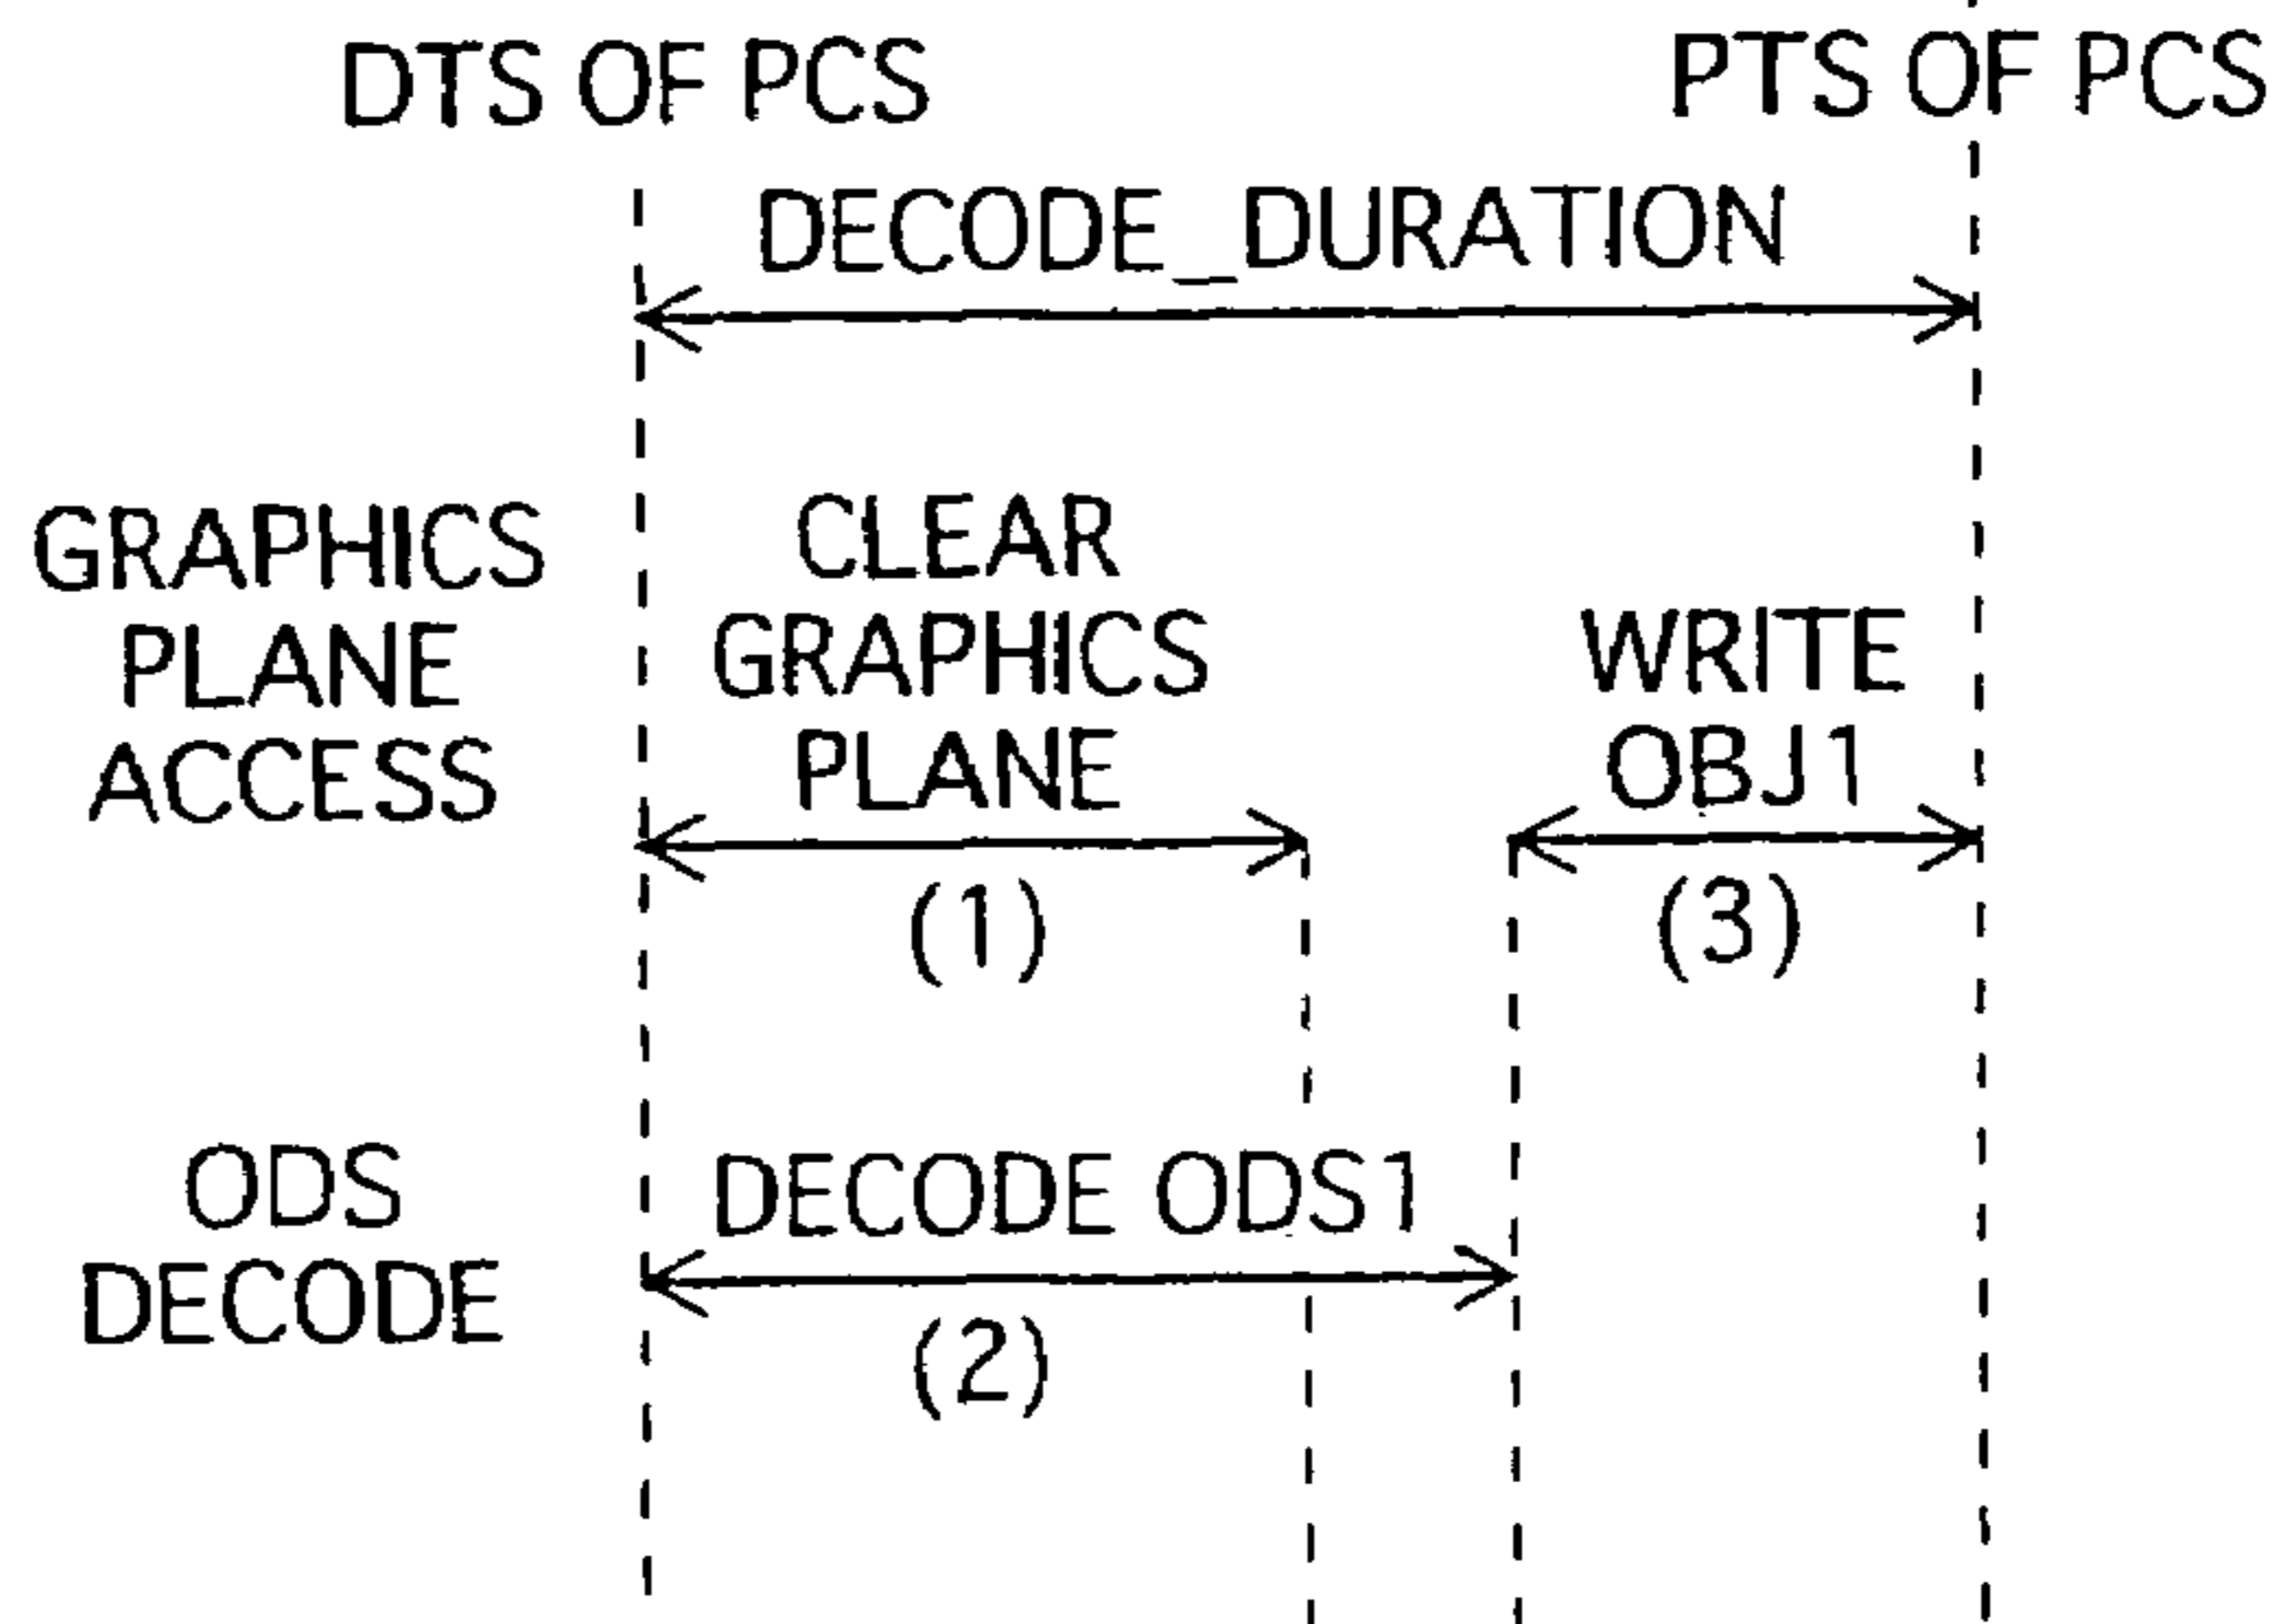 DTS OF PCS
PTS OF PCS
DECODE_DURATION
GRAPHICS
PLANE
ACCESS
CLEAR
GRAPHICS
PLANE
(1)
WRITE
OBJ1
(3)
ODS
DECODE
DECODE ODS1
(2)